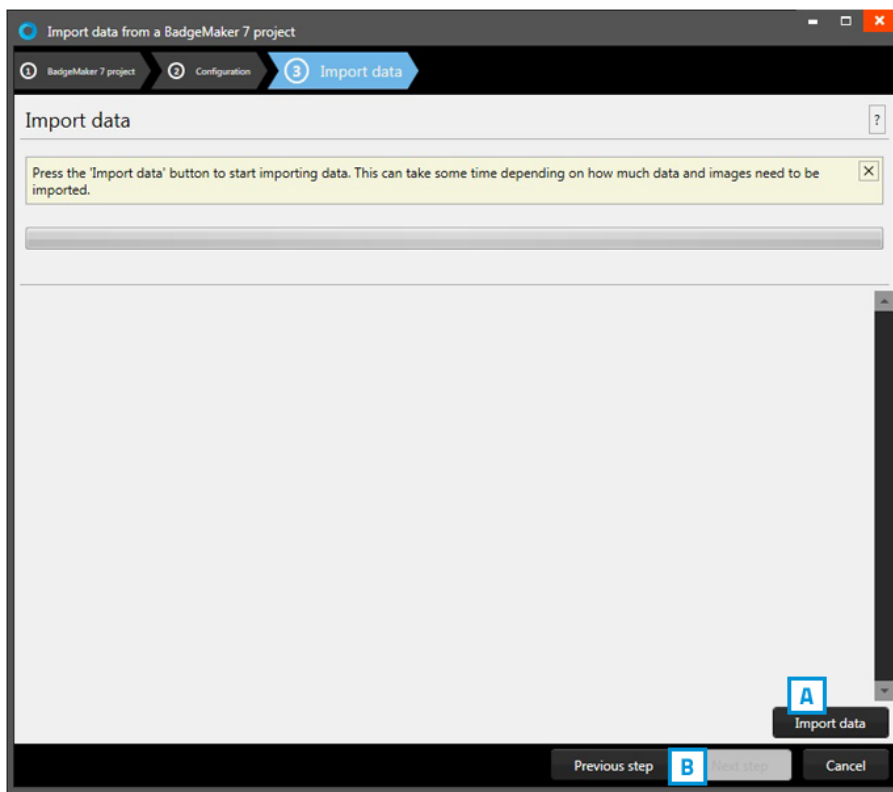 Import data from a BadgeMaker 7 project
1 BadgeMaker 7 project 2 Configuration 3 Import data
Import data ?
Press the 'Import data' button to start importing data. This can take some time depending on how much data and images need to be
imported.
A
Import data
Previous step B Next step Cancel